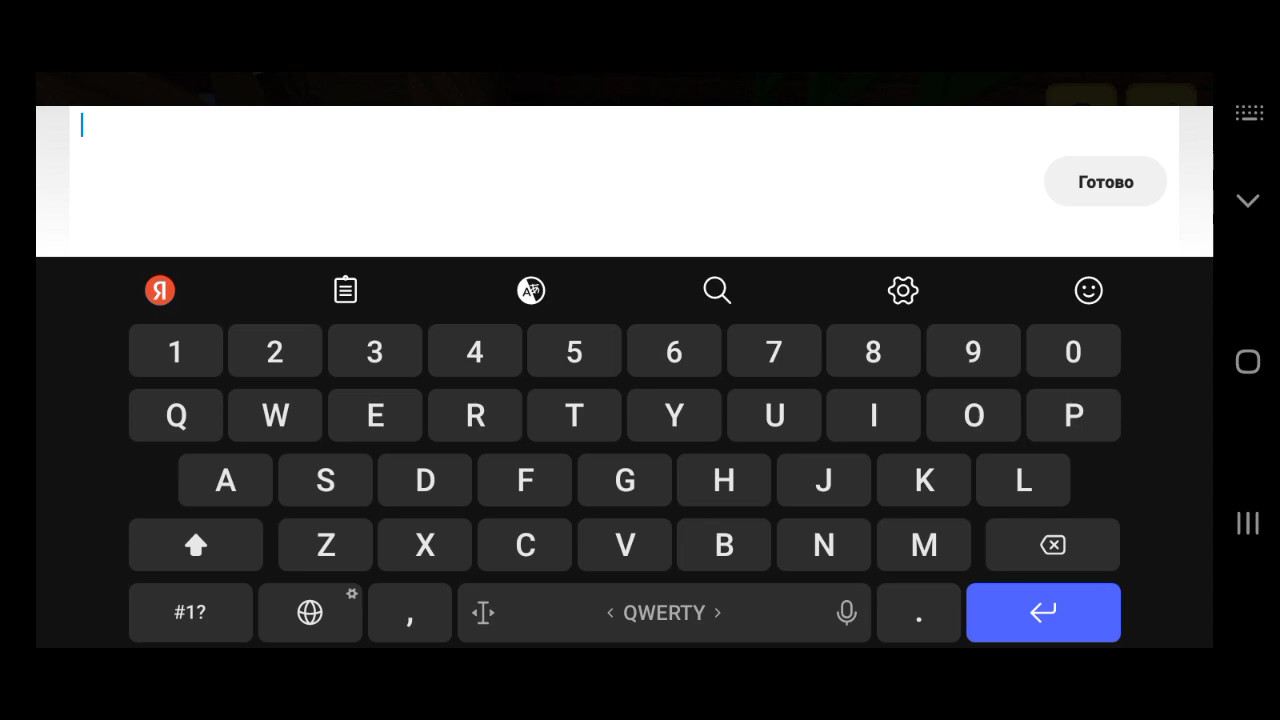 Готово
Я
1 2 3 4 5 6 7 8 9 0
Q W E R T Y U I O P
A S D F G H J K L
Z X C V B N M
#1? , < QWERTY > .